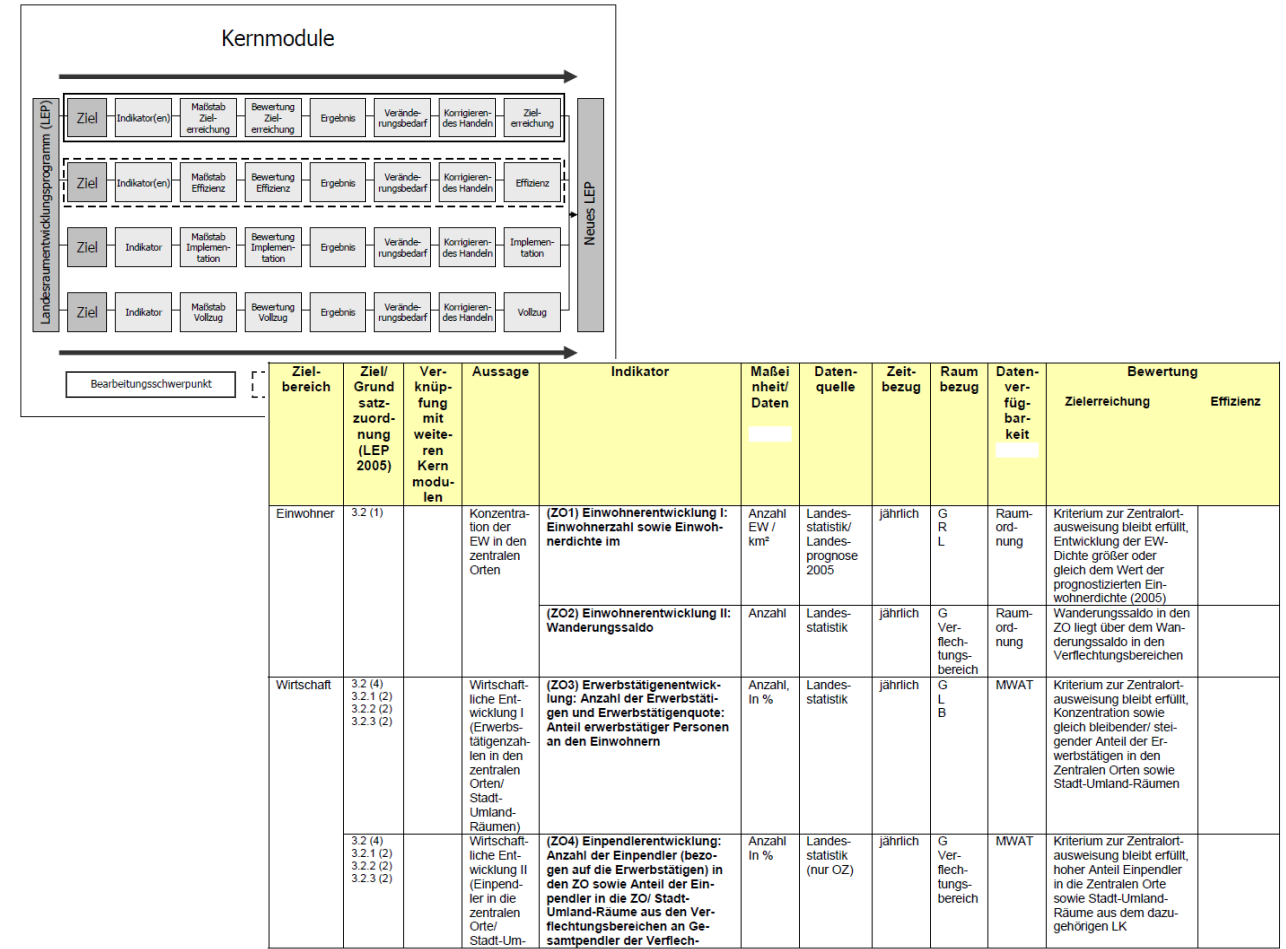 Kernmodule
Landesraumentwicklungsprogramm (LEP)
Ziel
Indikator(en)
Maßstab
Ziel-
erreichung
Bewertung
Ziel-
erreichung
Ergebnis
Verände-
rungsbedarf
Korrigieren-
des Handeln
Ziel-
erreichung
Ziel
Indikator(en)
Maßstab
Effizienz
Bewertung
Effizienz
Ergebnis
Verände-
rungsbedarf
Korrigieren-
des Handeln
Effizienz
Ziel
Indikator
Maßstab
Implemen-
tation
Bewertung
Implemen-
tation
Ergebnis
Verände-
rungsbedarf
Korrigieren-
des Handeln
Implemen-
tation
Ziel
Indikator
Maßstab
Vollzug
Bewertung
Vollzug
Ergebnis
Verände-
rungsbedarf
Korrigieren-
des Handeln
Vollzug
Neues LEP
Bearbeitungsschwerpunkt
Ziel-
bereich
Ziel/
Grund
satz-
zuord-
nung
(LEP
2005)
Ver-
knüp-
fung
mit
weite-
ren
Kern
modu-
len
Aussage
Indikator
Maßei
nheit/
Daten
Daten-
quelle
Zeit-
bezug
Raum
bezug
Daten-
ver-
füg-
bar-
keit
Bewertung
Zielerreichung
Effizienz
Einwohner
3.2 (1)
Konzentra-
tion der
EW in den
zentralen
Orten
(ZO1) Einwohnerentwicklung I:
Einwohnerzahl sowie Einwoh-
nerdichte im
Anzahl
EW /
km²
Landes-
statistik/
Landes-
prognose
2005
jährlich
G
R
L
Raum-
ord-
nung
Kriterium zur Zentralort-
ausweisung bleibt erfüllt,
Entwicklung der EW-
Dichte größer oder
gleich dem Wert der
prognostizierten Ein-
wohnerdichte (2005)
(ZO2) Einwohnerentwicklung II:
Wanderungssaldo
Anzahl
Landes-
statistik
jährlich
G
Ver-
flech-
tungs-
bereich
Raum-
ord-
nung
Wanderungssaldo in den
ZO liegt über dem Wan-
derungssaldo in den
Verflechtungsbereichen
Wirtschaft
3.2 (4)
3.2.1 (2)
3.2.2 (2)
3.2.3 (2)
Wirtschaft-
liche Ent-
wicklung I
(Erwerbs-
tätigenzah-
len in den
zentralen
Orten/
Stadt-
Umland-
Räumen)
(ZO3) Erwerbstätigenentwick-
lung: Anzahl der Erwerbstäti-
gen und Erwerbstätigenquote:
Anteil erwerbstätiger Personen
an den Einwohnern
Anzahl,
In %
Landes-
statistik
jährlich
G
L
B
MWAT
Kriterium zur Zentralort-
ausweisung bleibt erfüllt,
Konzentration sowie
gleich bleibender/ stei-
gender Anteil der Er-
werbstätigen in den
Zentralen Orten sowie
Stadt-Umland-Räumen
3.2 (4)
3.2.1 (2)
3.2.2 (2)
3.2.3 (2)
Wirtschaft-
liche Ent-
wicklung II
(Einpend-
ler in die
zentralen
Orte/
Stadt-Um-
(ZO4) Einpendlerentwicklung:
Anzahl der Einpendler (bezo-
gen auf die Erwerbstätigen) in
den ZO sowie Anteil der Ein-
pendler in die ZO/ Stadt-
Umland-Räume aus den Ver-
flechtungsbereichen an Ge-
samtpendler der Verflech-
Anzahl
In %
Landes-
statistik
(nur OZ)
jährlich
G
Ver-
flech-
tungs-
bereich
MWAT
Kriterium zur Zentralort-
ausweisung bleibt erfüllt,
hoher Anteil Einpendler
in die Zentralen Orte
sowie Stadt-Umland-
Räume aus dem dazu-
gehörigen LK